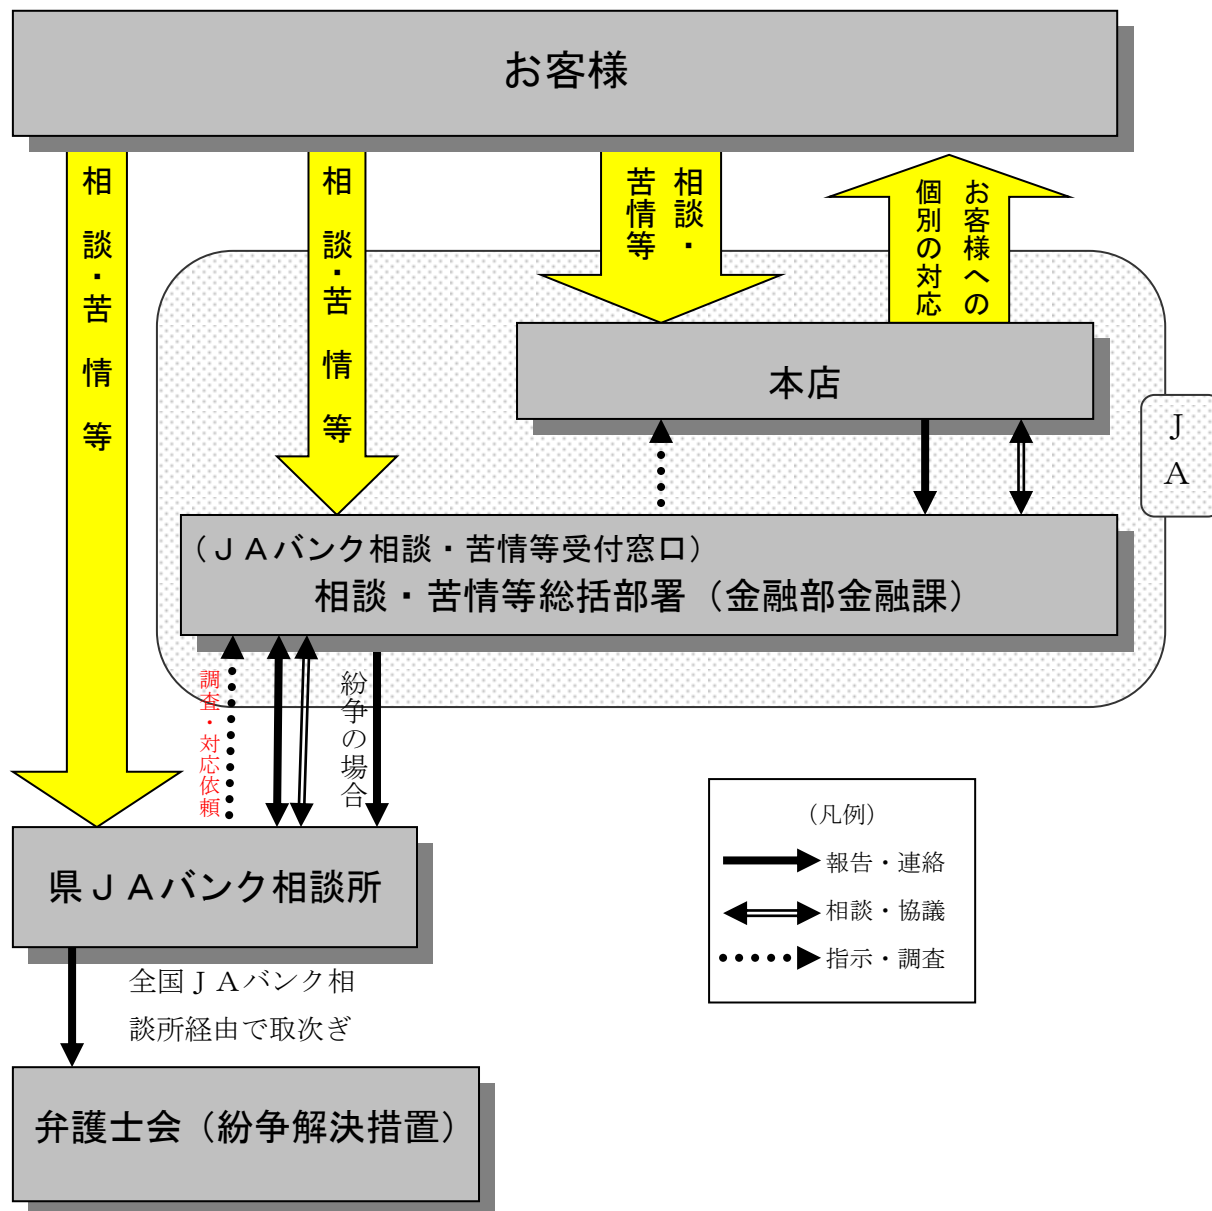 お客様
相談・苦情等
相談・苦情等
相談・
苦情等
お客様への
個別の対応
本店
JA
(JAバンク相談・苦情等受付窓口)
相談・苦情等総括部署(金融部金融課)
調査・対応依頼
紛争の場合
(凡例)
報告・連絡
相談・協議
指示・調査
県JAバンク相談所
全国JAバンク相
談所経由で取次ぎ
弁護士会(紛争解決措置)